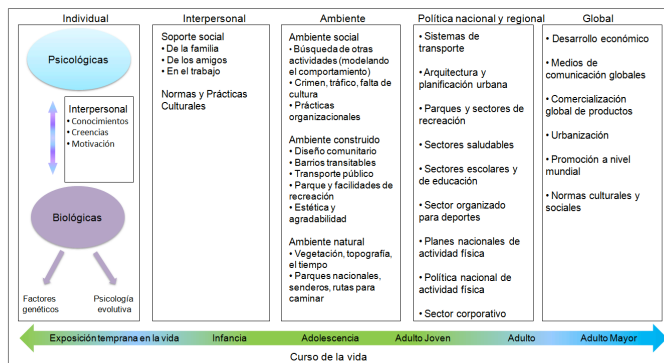 Individual
Psicológicas
Interpersonal
• Conocimientos
• Creencias
• Motivación
Biológicas
Factores
genéticos
Psicología
evolutiva
Interpersonal
Soporte social
• De la familia
• De los amigos
• En el trabajo
Normas y Prácticas
Culturales
Ambiente
Ambiente social
• Búsqueda de otras
actividades (modelando
el comportamiento)
• Crimen, tráfico, falta de
cultura
• Prácticas
organizacionales
Ambiente construido
• Diseño comunitario
• Barrios transitables
• Transporte público
• Parque y facilidades de
recreación
• Estética y
agradabilidad
Ambiente natural
• Vegetación, topografía,
el tiempo
• Parques nacionales,
senderos, rutas para
caminar
Política nacional y regional
• Sistemas de
transporte
• Arquitectura y
planificación urbana
• Parques y sectores de
recreación
• Sectores saludables
• Sectores escolares y
de educación
• Sector organizado
para deportes
• Planes nacionales de
actividad física
• Política nacional de
actividad física
• Sector corporativo
Global
• Desarrollo económico
• Medios de
comunicación globales
• Comercialización
global de productos
• Urbanización
• Promoción a nivel
mundial
• Normas culturales y
sociales
Exposición temprana en la vida Infancia Adolescencia Adulto Joven Adulto Adulto Mayor
Curso de la vida